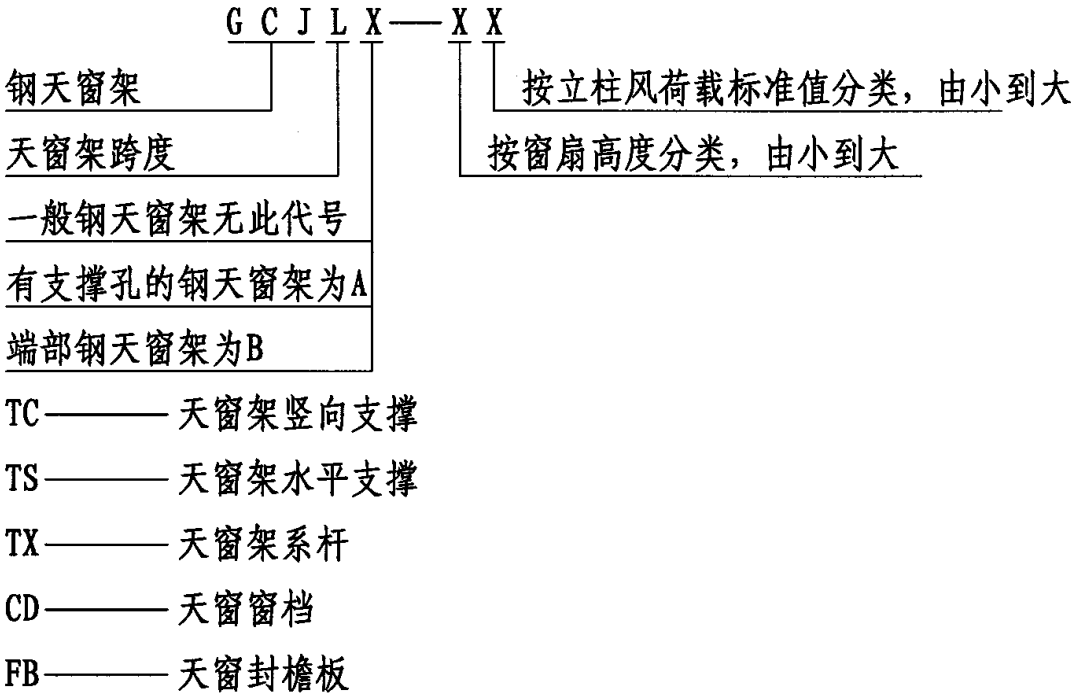 GCJLX——XX
钢天窗架
按立柱风荷载标准值分类，由小到大
天窗架跨度
按窗扇高度分类，由小到大
一般钢天窗架无此代号
有支撑孔的钢天窗架为A
端部钢天窗架为B
TC———天窗架竖向支撑
TS———天窗架水平支撑
TX———天窗架系杆
CD———天窗窗档
FB———天窗封檐板